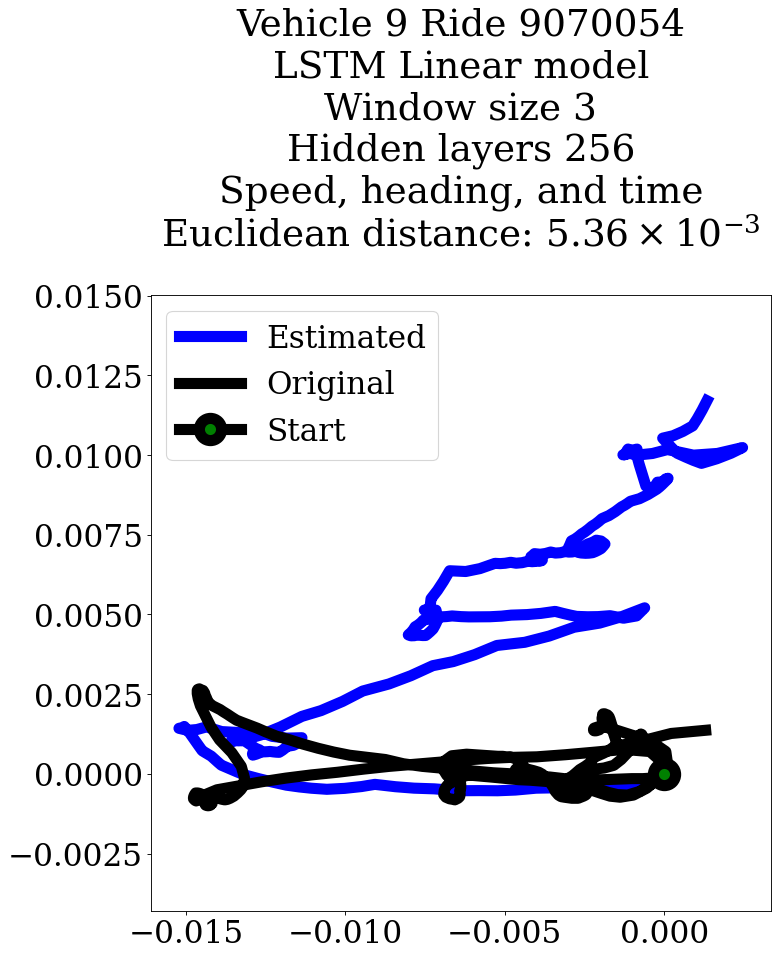 Vehicle 9 Ride 9070054
LSTM Linear model
Window size 3
Hidden layers 256
Speed, heading, and time
Euclidean distance: 5.36 × 10⁻³
0.0150
0.0125
0.0100
0.0075
0.0050
0.0025
0.0000
−0.0025
Estimated
Original
Start
−0.015 −0.010 −0.005 0.000